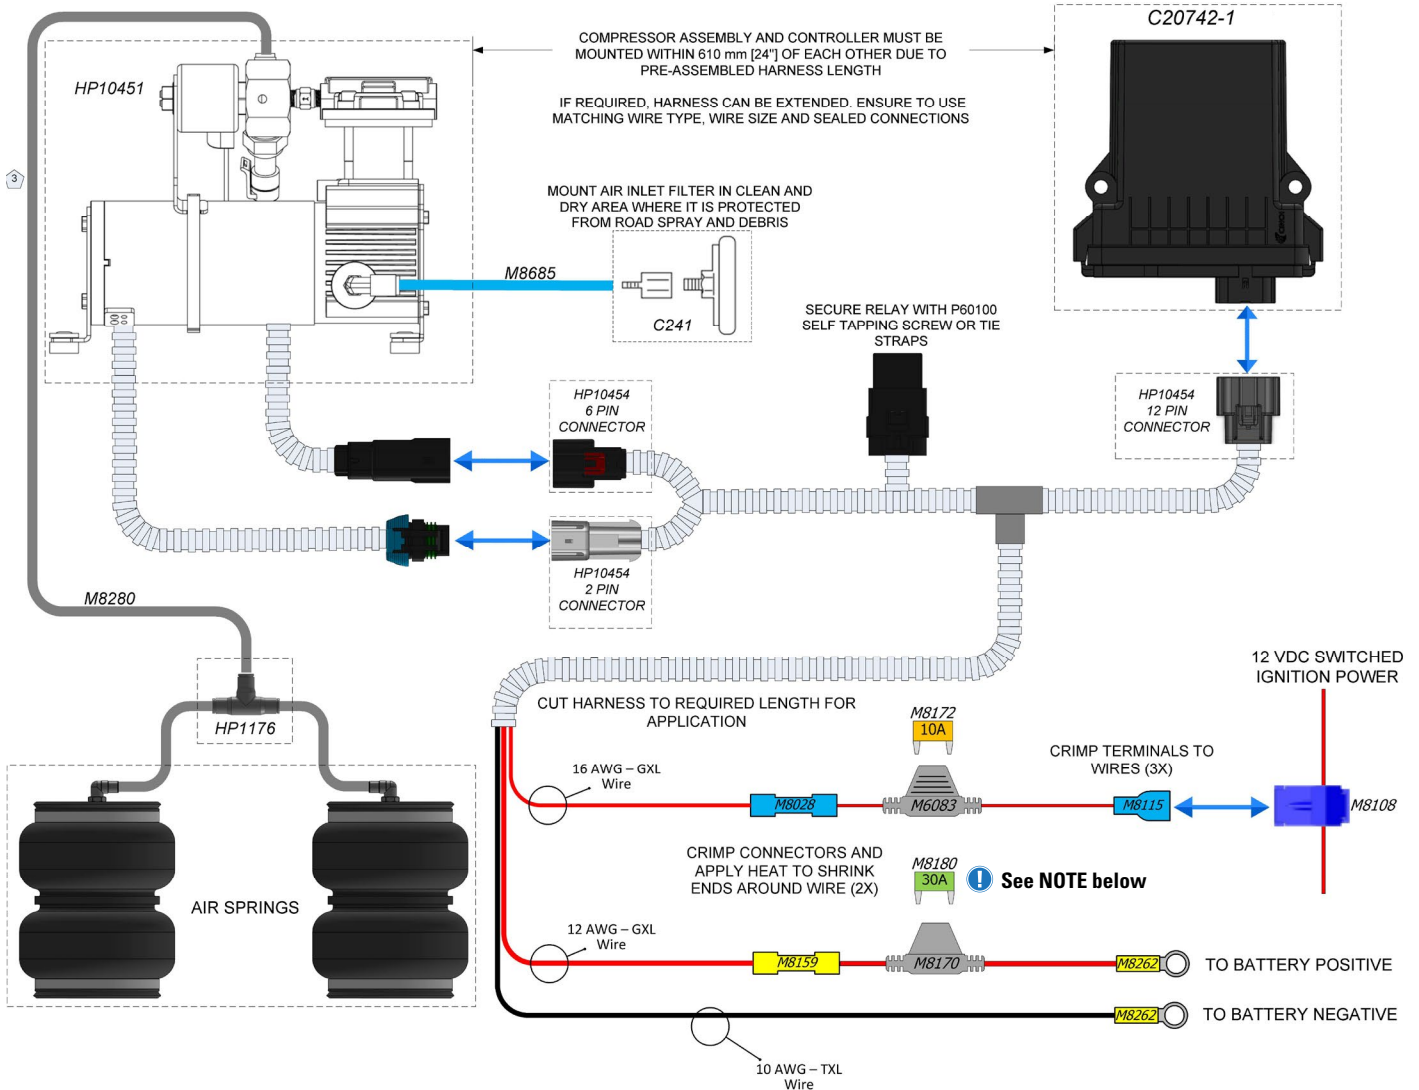 C20742-1
COMPRESSOR ASSEMBLY AND CONTROLLER MUST BE
MOUNTED WITHIN 610 mm [24"] OF EACH OTHER DUE TO
PRE-ASSEMBLED HARNESS LENGTH
HP10451
IF REQUIRED, HARNESS CAN BE EXTENDED. ENSURE TO USE
MATCHING WIRE TYPE, WIRE SIZE AND SEALED CONNECTIONS
3
MOUNT AIR INLET FILTER IN CLEAN AND
DRY AREA WHERE IT IS PROTECTED
FROM ROAD SPRAY AND DEBRIS
M8685
C241
SECURE RELAY WITH P60100
SELF TAPPING SCREW OR TIE
STRAPS
HP10454
6 PIN
CONNECTOR
HP10454
12 PIN
CONNECTOR
HP10454
2 PIN
CONNECTOR
M8280
HP1176
12 VDC SWITCHED
IGNITION POWER
CUT HARNESS TO REQUIRED LENGTH FOR
APPLICATION
M8172
10A
CRIMP TERMINALS TO
WIRES (3X)
16 AWG – GXL
Wire
M8028
M6083
M8115
M8108
CRIMP CONNECTORS AND
APPLY HEAT TO SHRINK
ENDS AROUND WIRE (2X)
M8180
30A
! See NOTE below
AIR SPRINGS
12 AWG – GXL
Wire
M8159
M8170
M8262
TO BATTERY POSITIVE
M8262
TO BATTERY NEGATIVE
10 AWG – TXL
Wire